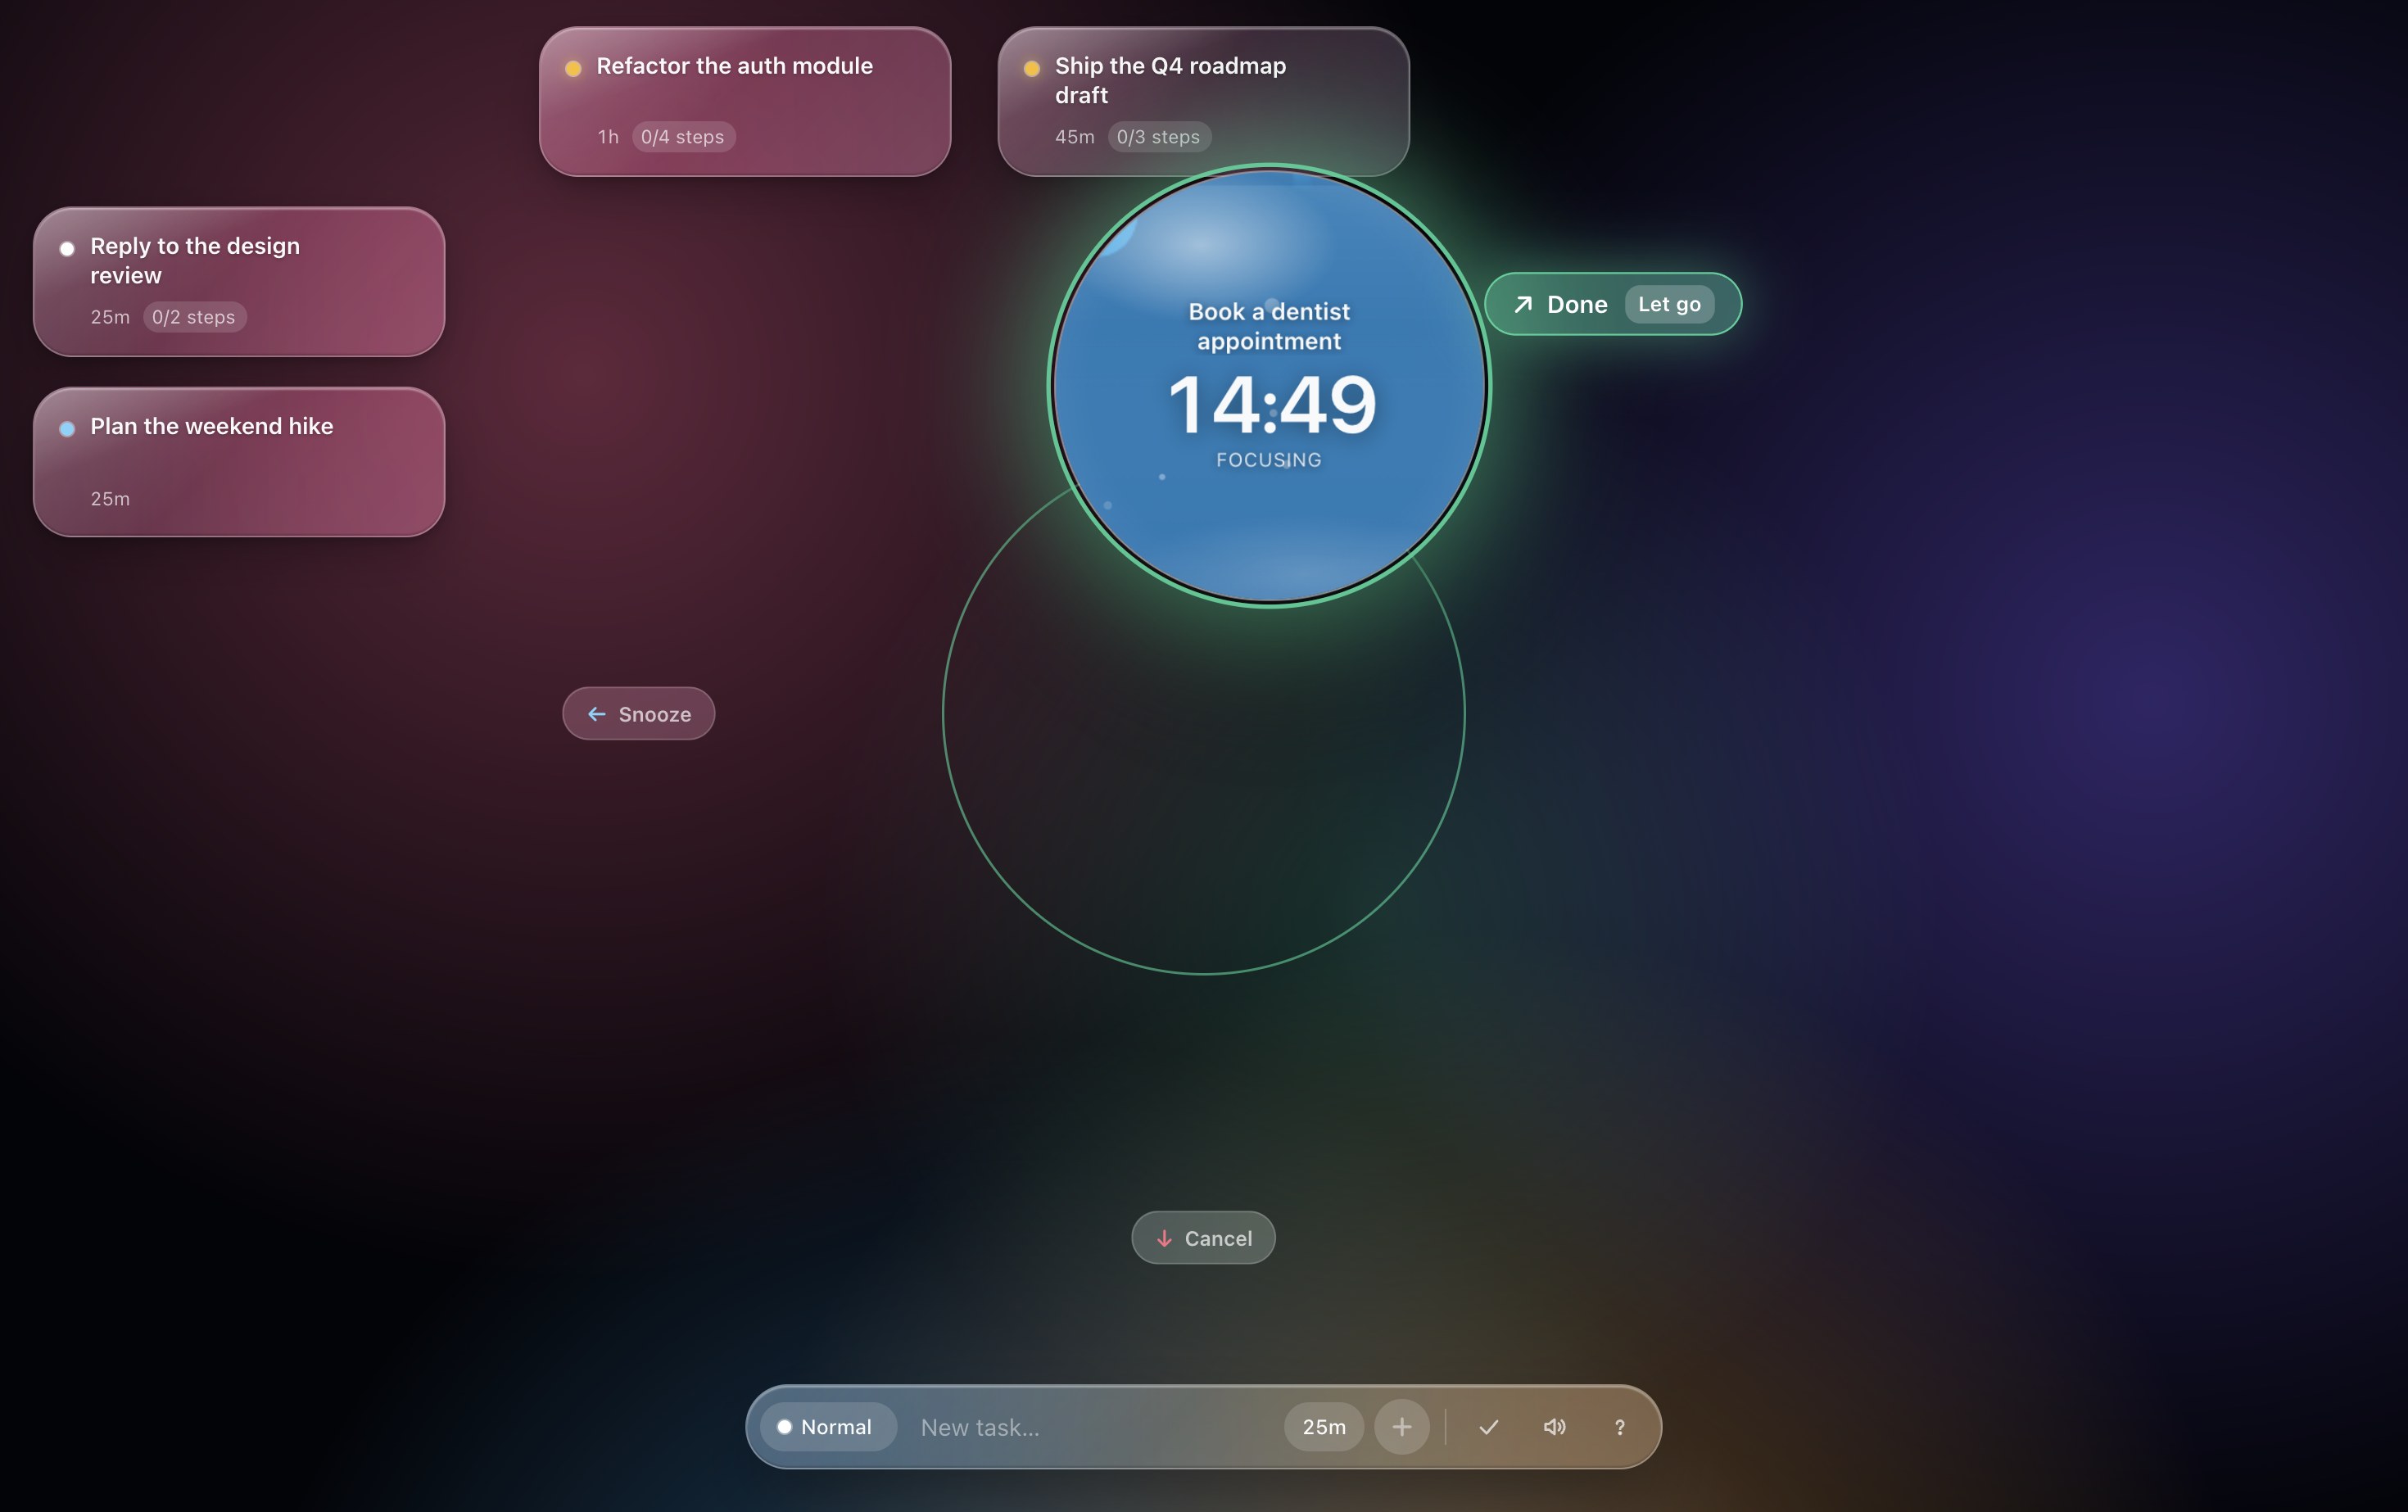 Refactor the auth module
1h 0/4 steps
Ship the Q4 roadmap
draft
45m 0/3 steps
Reply to the design
review
25m 0/2 steps
Plan the weekend hike
25m
Book a dentist
appointment
14:49
FOCUSING
Done Let go
Snooze
Cancel
Normal New task... 25m ?